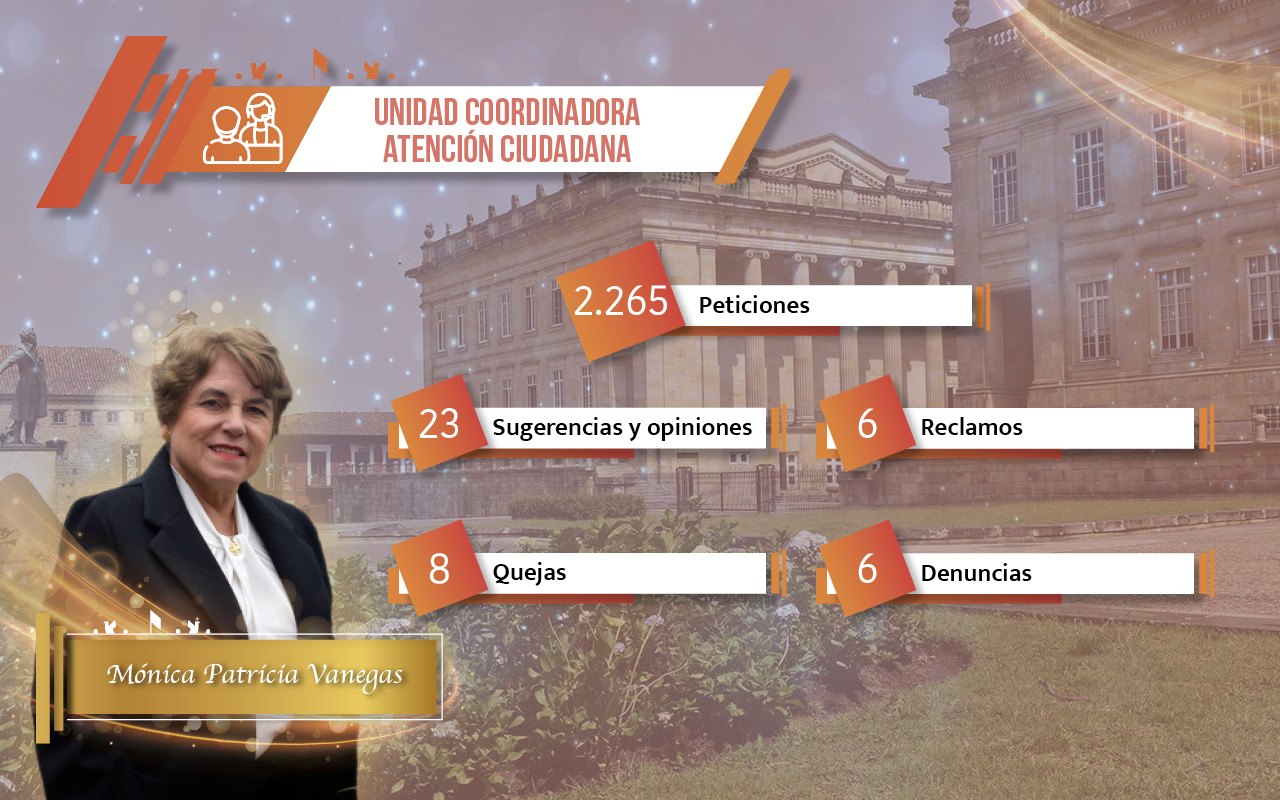 UNIDAD COORDINADORA
ATENCIÓN CIUDADANA
2.265 Peticiones
23 Sugerencias y opiniones
6 Reclamos
8 Quejas
6 Denuncias
Mónica Patricia Vanegas